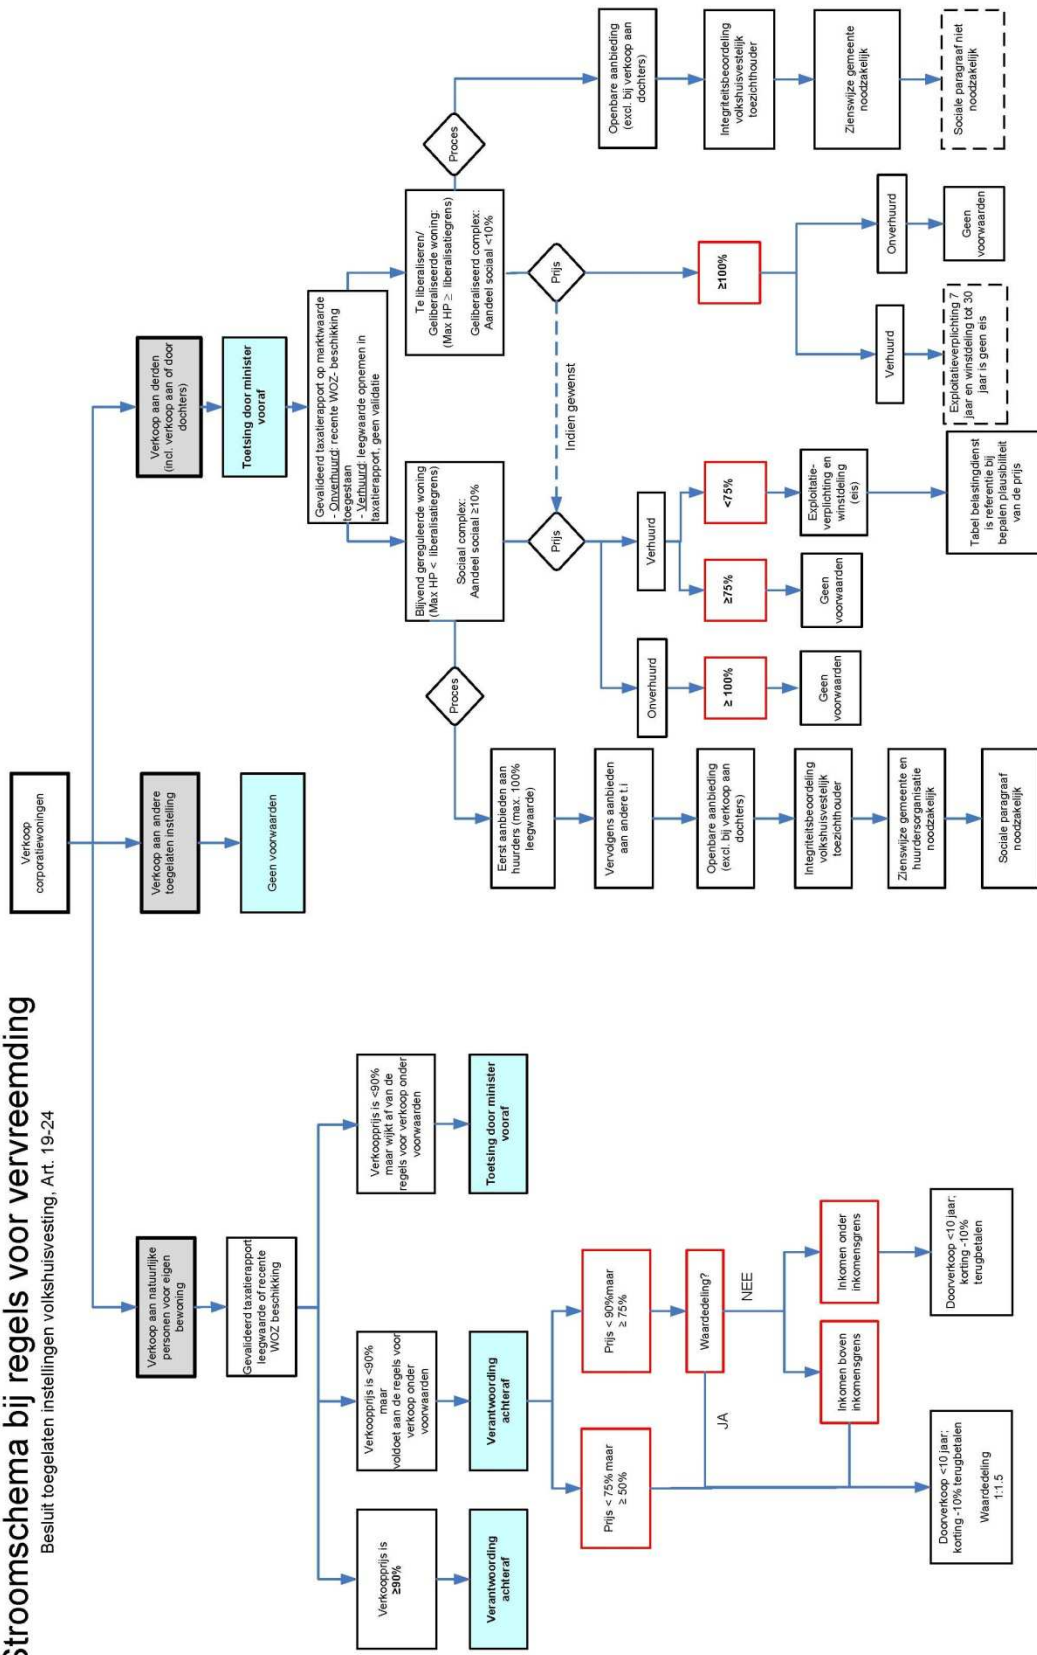 Stroomschema bij regels voor vervreemding
Besluit toegelaten instellingen volkshuisvesting, Art. 19-24
Verkoop
corporatiewoningen
Verkoop aan natuurlijke
personen voor eigen
bewoning
Gevalideerd taxatierapport
leegwaarde of recente
WOZ beschikking
Verkoopprijs is
≥90%
Verantwoording
achteraf
Verkoopprijs is <90%
maar
voldoet aan de regels voor
verkoop onder
voorwaarden
Verantwoording
achteraf
Verkoopprijs is <90%
maar wijkt af van de
regels voor verkoop onder
voorwaarden
Toetsing door minister
vooraf
Prijs < 75% maar
≥ 50%
Prijs < 90%maar
≥ 75%
Waardedeling?
JA
NEE
Inkomen boven
inkomensgrens
Inkomen onder
inkomensgrens
Doorverkoop <10 jaar;
korting -10% terugbetalen
Waardedeling
1:1.5
Doorverkoop <10 jaar;
korting -10%
terugbetalen
Verkoop aan andere
toegelaten instelling
Geen voorwaarden
Verkoop aan derden
(incl. verkoop aan of door
dochters)
Toetsing door minister
vooraf
Gevalideerd taxatierapport op marktwaarde
- Onverhuurd: recente WOZ- beschikking
toegestaan
- Verhuurd: leegwaarde opnemen in
taxatierapport, geen validatie
Blijvend gereguleerde woning
(Max HP < liberalisatiegrens)
Sociaal complex:
Aandeel sociaal ≥10%
Proces
Eerst aanbieden aan
huurders (max. 100%
leegwaarde)
Vervolgens aanbieden
aan andere t.i
Openbare aanbieding
(excl. bij verkoop aan
dochters)
Integriteitsbeoordeling
volkshuisvestelijk
toezichthouder
Zienswijze gemeente en
huurdersorganisatie
noodzakelijk
Sociale paragraaf
noodzakelijk
Prijs
Onverhuurd
≥ 100%
Geen
voorwaarden
Verhuurd
≥75%
Geen
voorwaarden
<75%
Exploitatie-
verplichting en
winstdeling
(eis)
Tabel belastingdienst
is referentie bij
bepalen plausibiliteit
van de prijs
Te liberaliseren/
Geliberaliseerde woning:
(Max HP ≥ liberalisatiegrens)
Geliberaliseerd complex:
Aandeel sociaal <10%
Prijs
Indien gewenst
≥100%
Verhuurd
Exploitatieverplichting 7
jaar en winstdeling tot 30
jaar is geen eis
Onverhuurd
Geen
voorwaarden
Proces
Openbare aanbieding
(excl. bij verkoop aan
dochters)
Integriteitsbeoordeling
volkshuisvestelijk
toezichthouder
Zienswijze gemeente
noodzakelijk
Sociale paragraaf niet
noodzakelijk